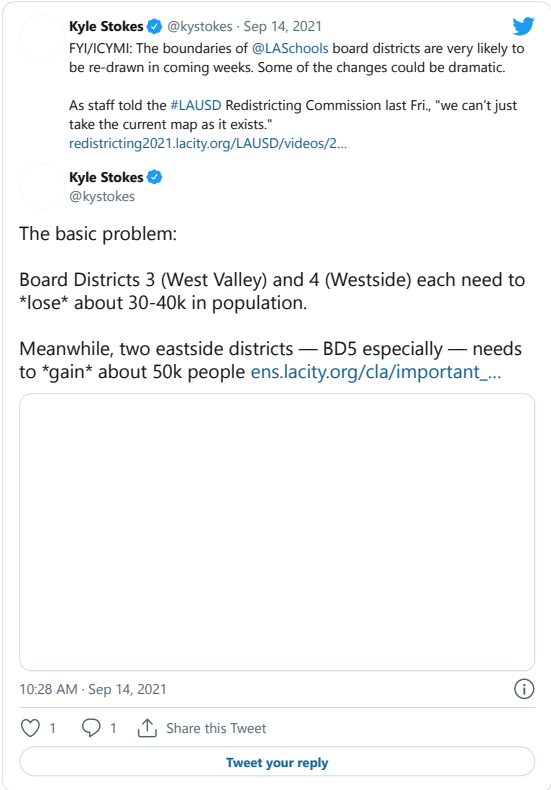 Kyle Stokes @kystokes · Sep 14, 2021
FYI/ICYMI: The boundaries of @LASchools board districts are very likely to
be re-drawn in coming weeks. Some of the changes could be dramatic.
As staff told the #LAUSD Redistricting Commission last Fri., "we can’t just
take the current map as it exists."
redistricting2021.lacity.org/LAUSD/videos/2…
Kyle Stokes
@kystokes
The basic problem:
Board Districts 3 (West Valley) and 4 (Westside) each need to
*lose* about 30-40k in population.
Meanwhile, two eastside districts — BD5 especially — needs
to *gain* about 50k people ens.lacity.org/cla/important_…
10:28 AM · Sep 14, 2021
1 1 Share this Tweet
Tweet your reply